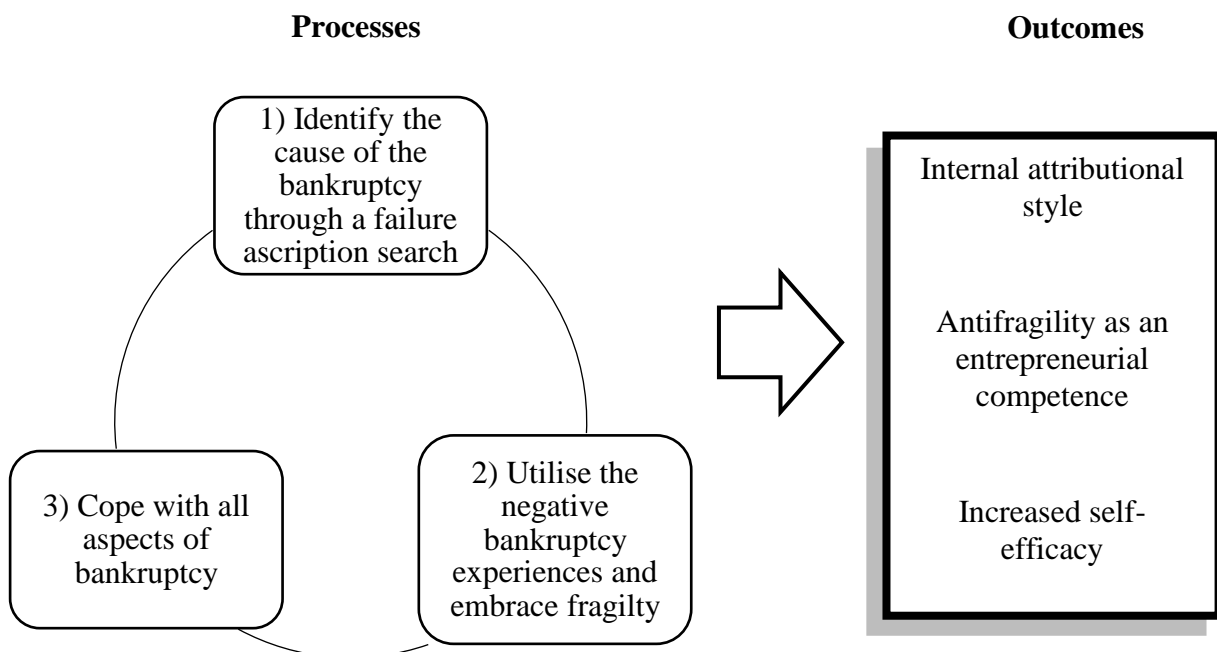 Processes
Outcomes
1) Identify the
cause of the
bankruptcy
through a failure
ascription search
2) Utilise the
negative
bankruptcy
experiences and
embrace fragilty
3) Cope with all
aspects of
bankruptcy
Internal attributional
style
Antifragility as an
entrepreneurial
competence
Increased self-
efficacy